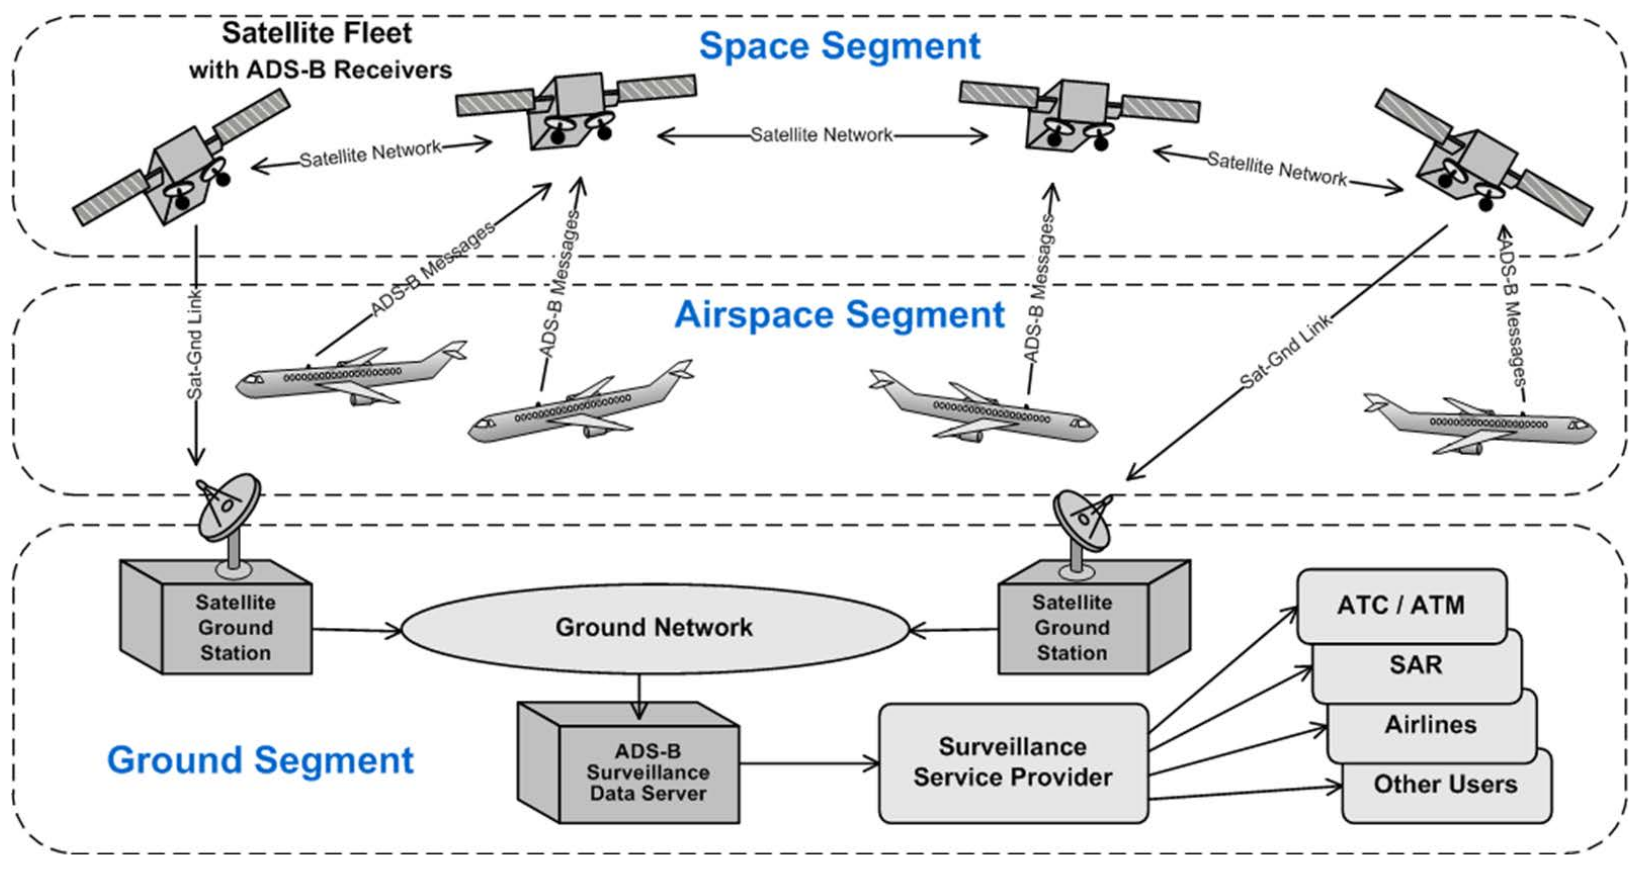 Satellite Fleet
with ADS-B Receivers
Space Segment
Satellite Network
Satellite Network
Satellite Network
ADS-B Messages
ADS-B Messages
ADS-B Messages
ADS-B Messages
Sat-Gnd Link
Airspace Segment
Sat-Gnd Link
Satellite
Ground
Station
Ground Network
Satellite
Ground
Station
ATC / ATM
SAR
Airlines
Other Users
Ground Segment
ADS-B
Surveillance
Data Server
Surveillance
Service Provider